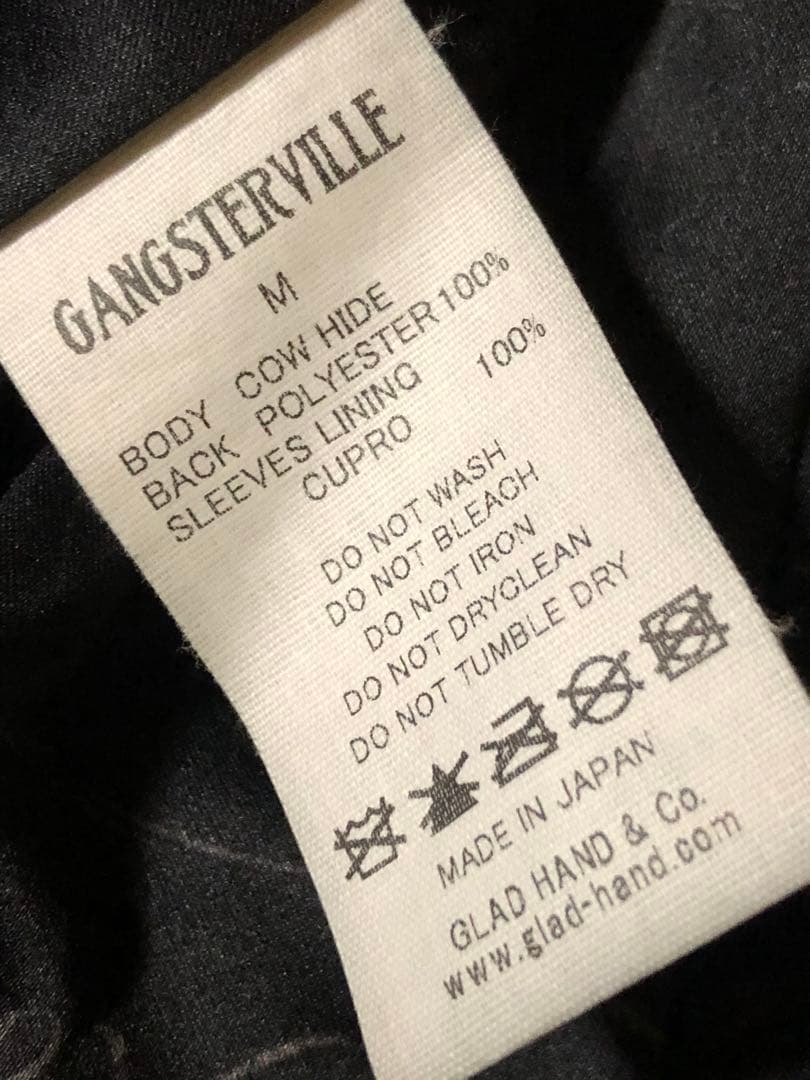 GANGSTERVILLE
M
BODY COW HIDE
BACK POLYESTER 100%
SLEEVES LINING
CUPRO 100%
DO NOT WASH
DO NOT BLEACH
DO NOT IRON
DO NOT DRYCLEAN
DO NOT TUMBLE DRY
MADE IN JAPAN
GLAD HAND & Co.
www.glad-hand.com